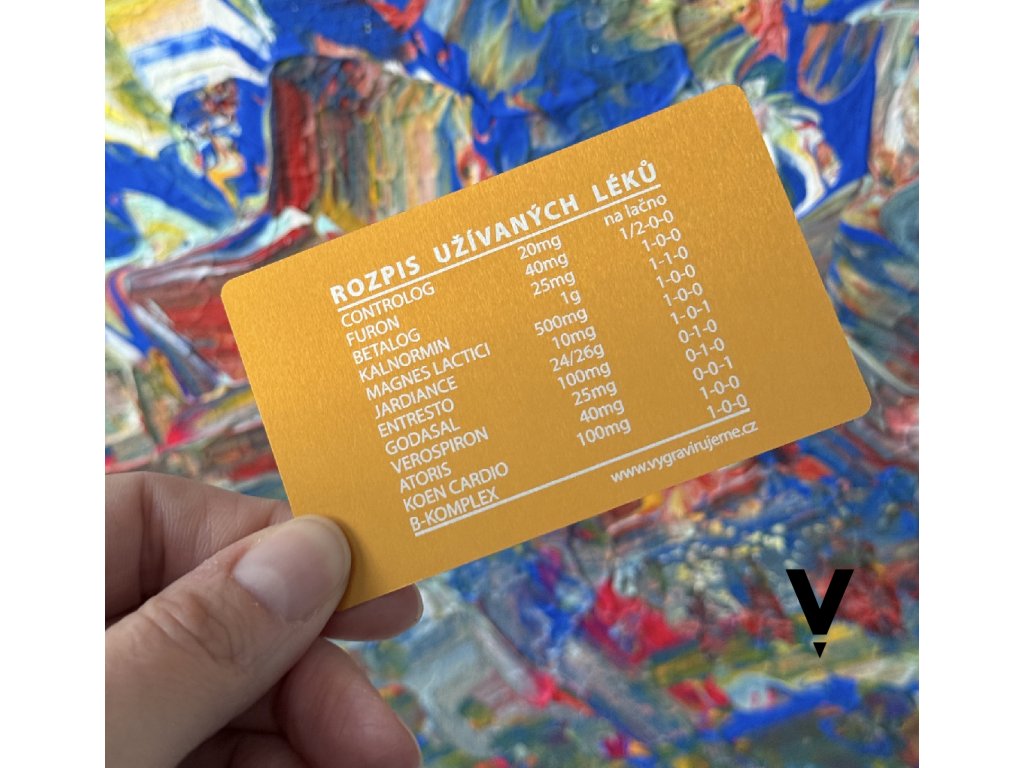 ROZPIS UŽÍVANÝCH LÉKŮ
CONTROLOG 20mg na lačno
FURON 40mg 1/2-0-0
BETALOG 25mg 1-0-0
KALNORMIN 1g 1-1-0
MAGNES LACTICI 500mg 1-0-0
JARDIANCE 10mg 1-0-0
ENTRESTO 24/26g 1-0-1
GODASAL 100mg 0-1-0
VEROSPIRON 25mg 0-1-0
ATORIS 40mg 0-0-1
KOEN CARDIO 100mg 1-0-0
B-KOMPLEX 1-0-0
www.vygravirujeme.cz
V